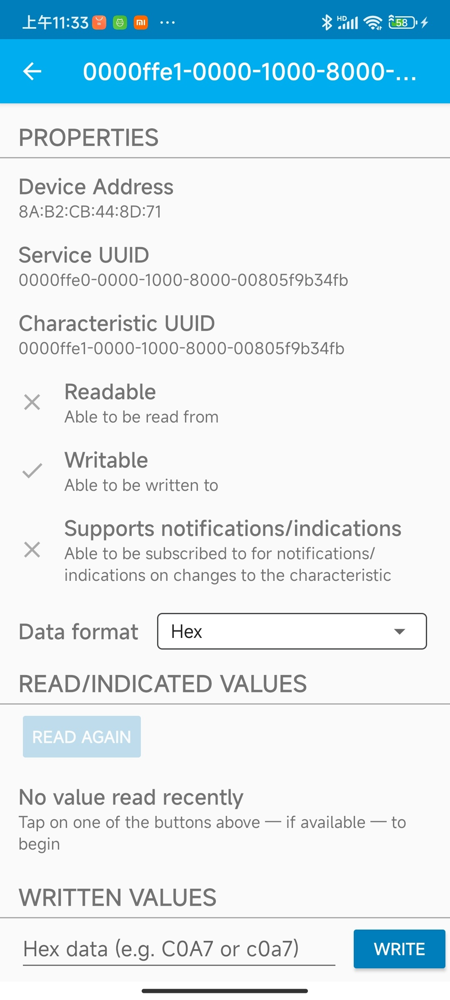 上午11:33
HD
58
0000ffe1-0000-1000-8000-...
PROPERTIES
Device Address
8A:B2:CB:44:8D:71
Service UUID
0000ffe0-0000-1000-8000-00805f9b34fb
Characteristic UUID
0000ffe1-0000-1000-8000-00805f9b34fb
Readable
Able to be read from
Writable
Able to be written to
Supports notifications/indications
Able to be subscribed to for notifications/
indications on changes to the characteristic
Data format
Hex
READ/INDICATED VALUES
READ AGAIN
No value read recently
Tap on one of the buttons above — if available — to
begin
WRITTEN VALUES
Hex data (e.g. C0A7 or c0a7)
WRITE